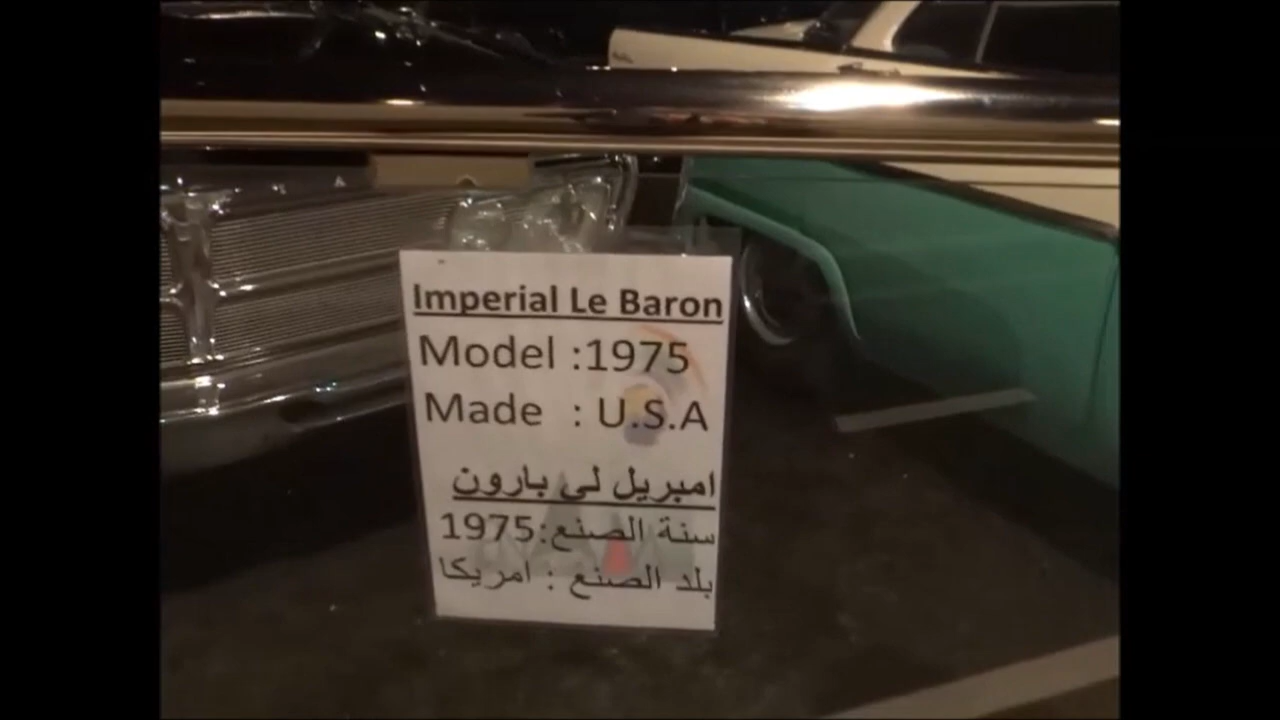 Imperial Le Baron
Model :1975
Made : U.S.A
امبريل لي بارون
سنة الصنع:1975
بلد الصنع : امريكا